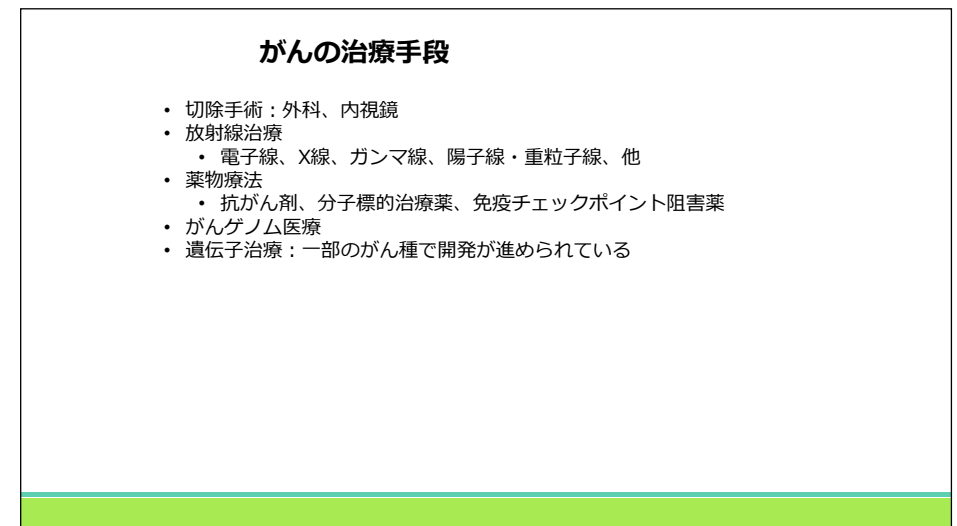 がんの治療手段
• 切除手術：外科、内視鏡
• 放射線治療
• 電子線、X線、ガンマ線、陽子線・重粒子線、他
• 薬物療法
• 抗がん剤、分子標的治療薬、免疫チェックポイント阻害薬
• がんゲノム医療
• 遺伝子治療：一部のがん種で開発が進められている